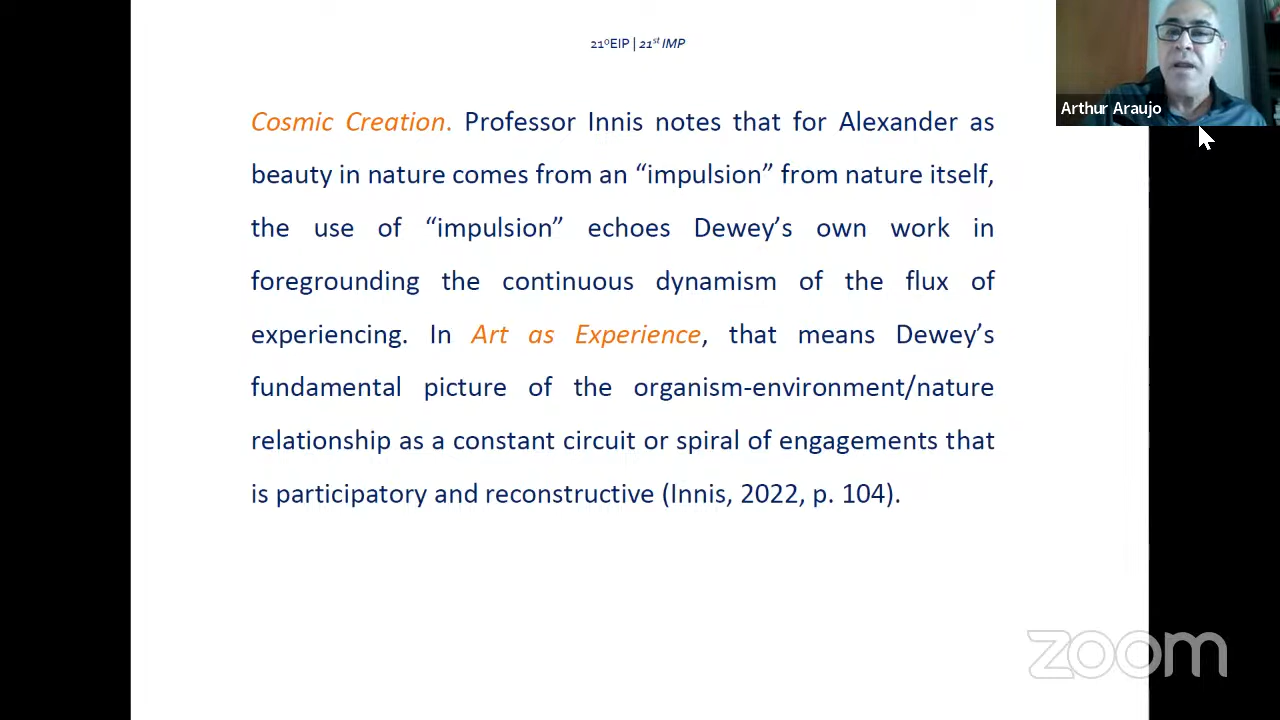 21ºEIP | 21st IMP
Arthur Araujo
Cosmic Creation. Professor Innis notes that for Alexander as
beauty in nature comes from an “impulsion” from nature itself,
the use of “impulsion” echoes Dewey’s own work in
foregrounding the continuous dynamism of the flux of
experiencing. In Art as Experience, that means Dewey’s
fundamental picture of the organism-environment/nature
relationship as a constant circuit or spiral of engagements that
is participatory and reconstructive (Innis, 2022, p. 104).
zoom